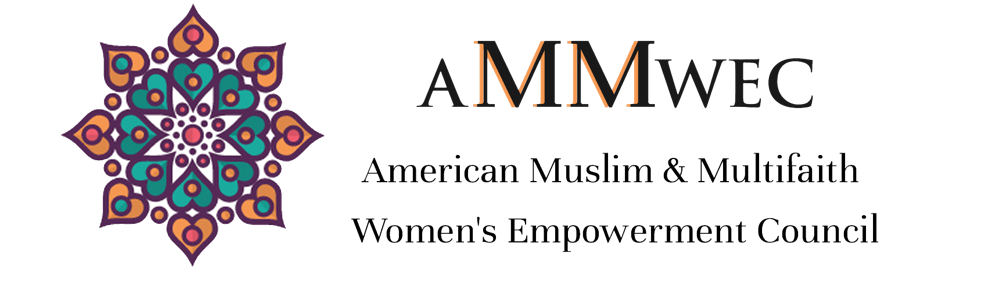 AMMWEC
American Muslim & Multifaith
Women's Empowerment Council